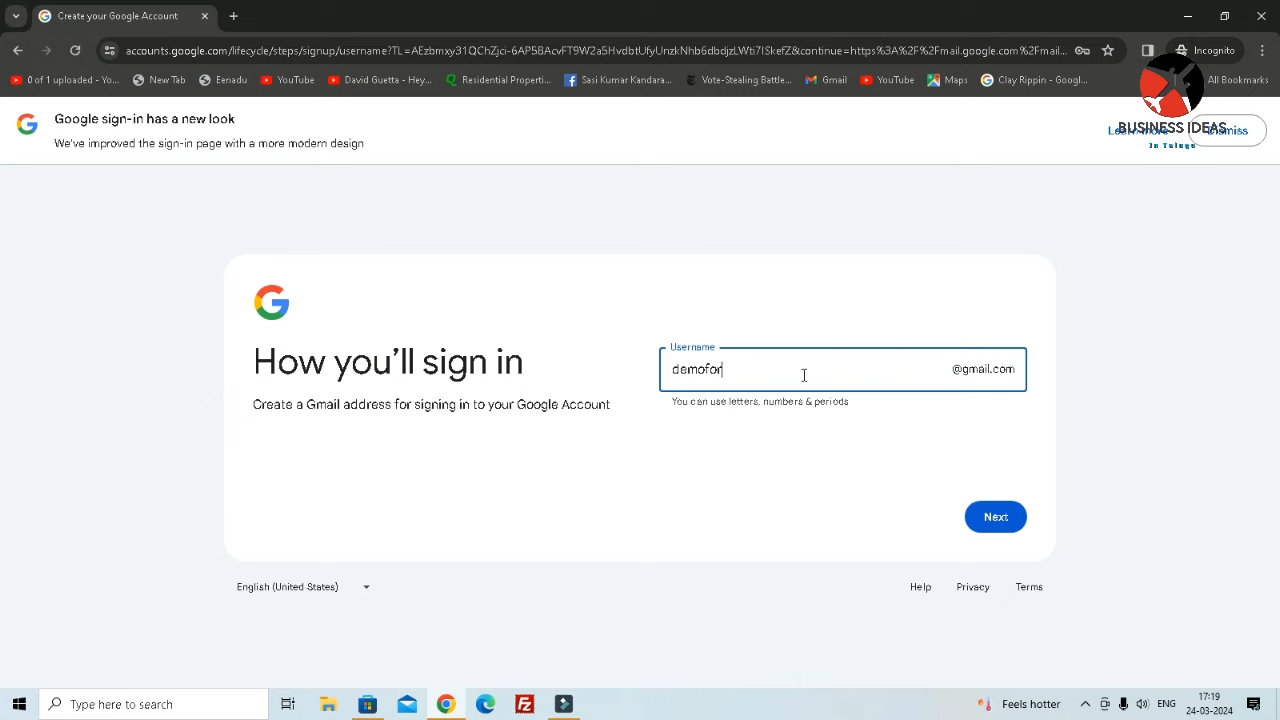 Create your Google Account
accounts.google.com/lifecycle/steps/signup/username?TL=AEzbmxy31QChZjci-6AP5BAcvFT9W2a5HvdbtUfyUnzkNhb6dbdjzLWti7ISkefZ&continue=https%3A%2F%2Fmail.google.com%2Fmail...
Incognito
0 of 1 uploaded - Yo...
New Tab
Eenadu
YouTube
David Guetta - Hey...
Residential Properti...
Sasi Kumar Kandara...
Vote-Stealing Battle...
Gmail
YouTube
Maps
Clay Rippin - Googl...
All Bookmarks
Google sign-in has a new look
We've improved the sign-in page with a more modern design
Learn more
Dismiss
BUSINESS IDEAS
In Telugu
How you'll sign in
Create a Gmail address for signing in to your Google Account
Username
demofor
@gmail.com
You can use letters, numbers & periods
Next
English (United States)
Help
Privacy
Terms
Type here to search
Feels hotter
ENG
17:19
24-03-2024